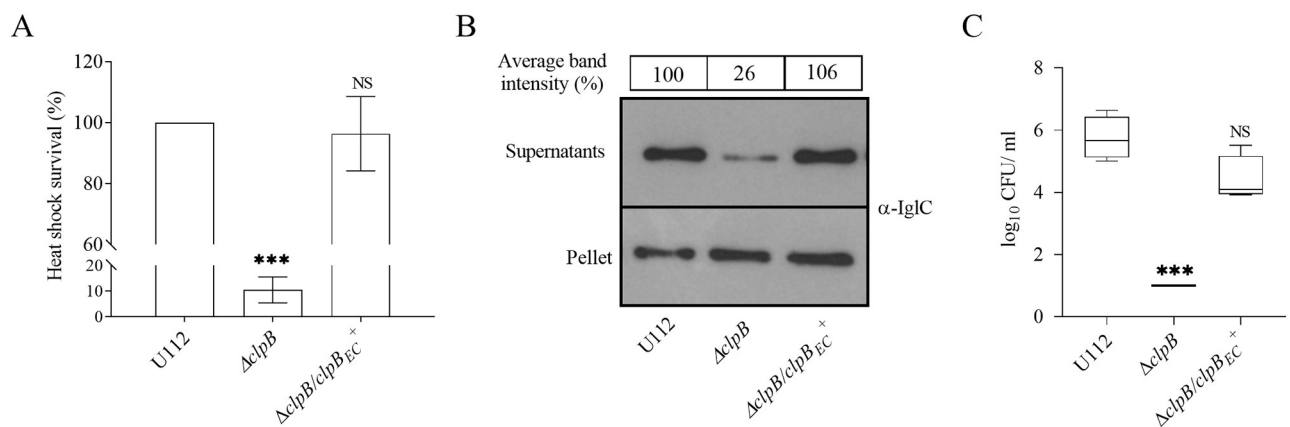 A
Heat shock survival (%)
120
100
80
60
20
10
0
***
NS
U112
ΔclpB
ΔclpB/clpB_EC^+
B
Average band
intensity (%)
100 26 106
Supernatants
Pellet
α-IglC
U112
ΔclpB
ΔclpB/clpB_EC^+
C
log₁₀ CFU/ ml
8
6
4
2
0
***
NS
U112
ΔclpB
ΔclpB/clpB_EC^+